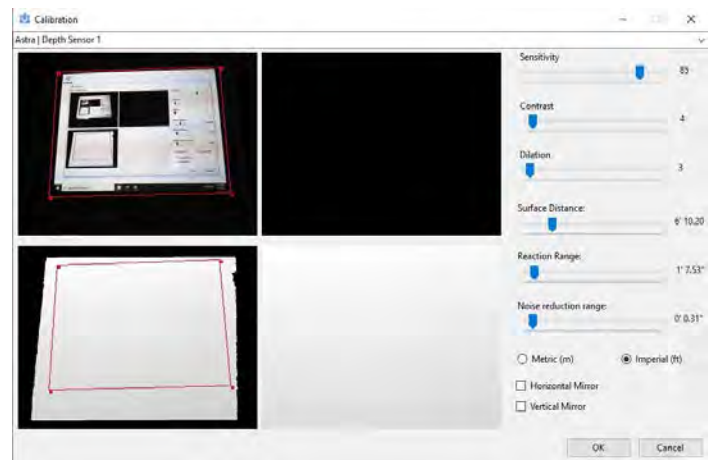 Calibration
Astra | Depth Sensor 1
Sensitivity
Contrast
4
Dilation
3
Surface Distance:
6' 10.20
Reaction Range:
1' 7.53"
Noise reduction range:
0' 0.31"
Metric (m) Imperial (ft)
Horizontal Mirror
Vertical Mirror
OK Cancel